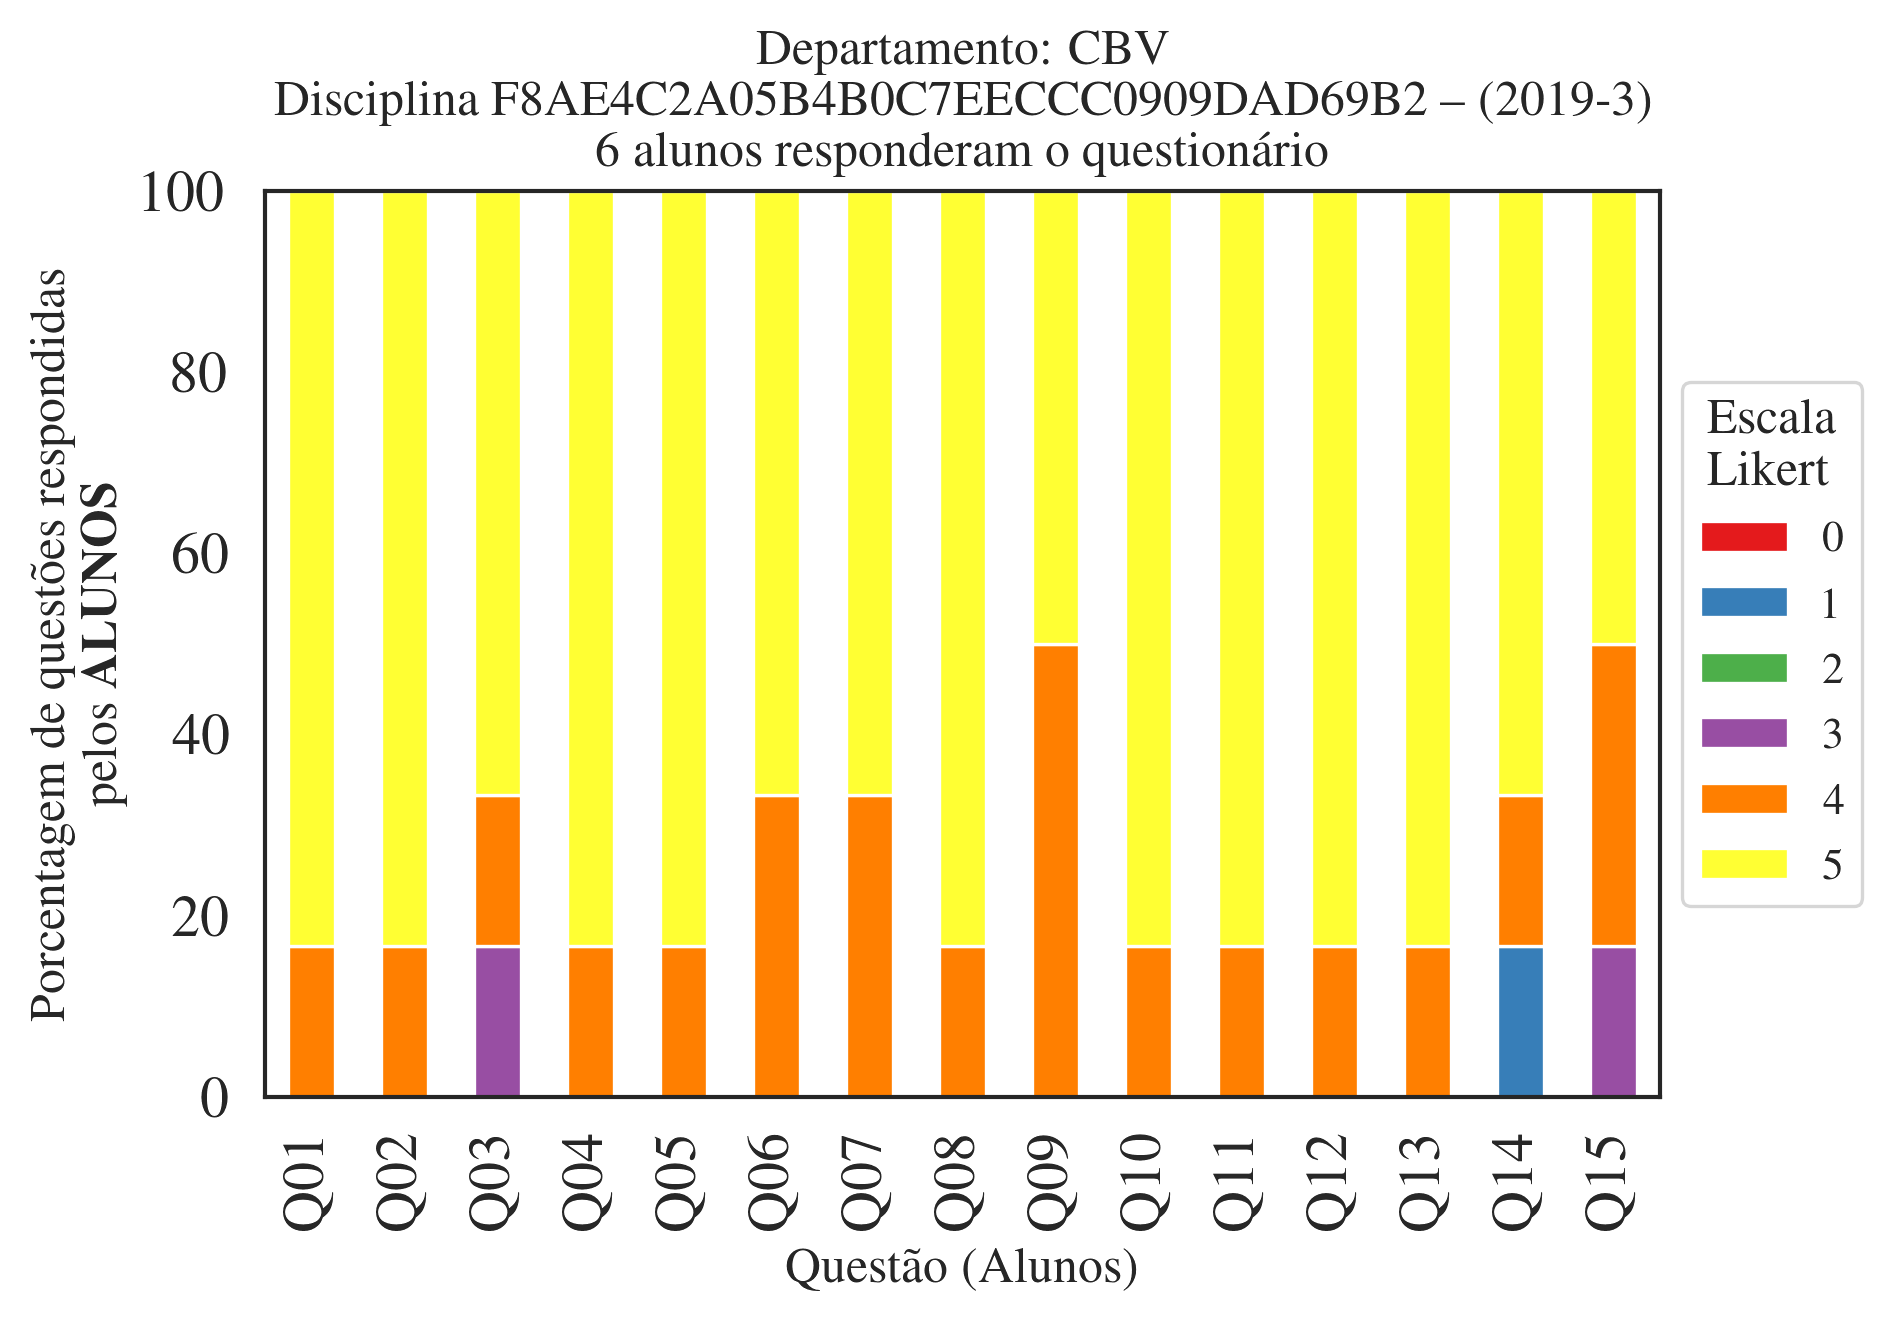 Departamento: CBV
Disciplina F8AE4C2A05B4B0C7EECCC0909DAD69B2 – (2019-3)
6 alunos responderam o questionário
Porcentagem de questões respondidas
pelos ALUNOS
100
80
60
40
20
0
Q01
Q02
Q03
Q04
Q05
Q06
Q07
Q08
Q09
Q10
Q11
Q12
Q13
Q14
Q15
Questão (Alunos)
Escala
Likert
0
1
2
3
4
5